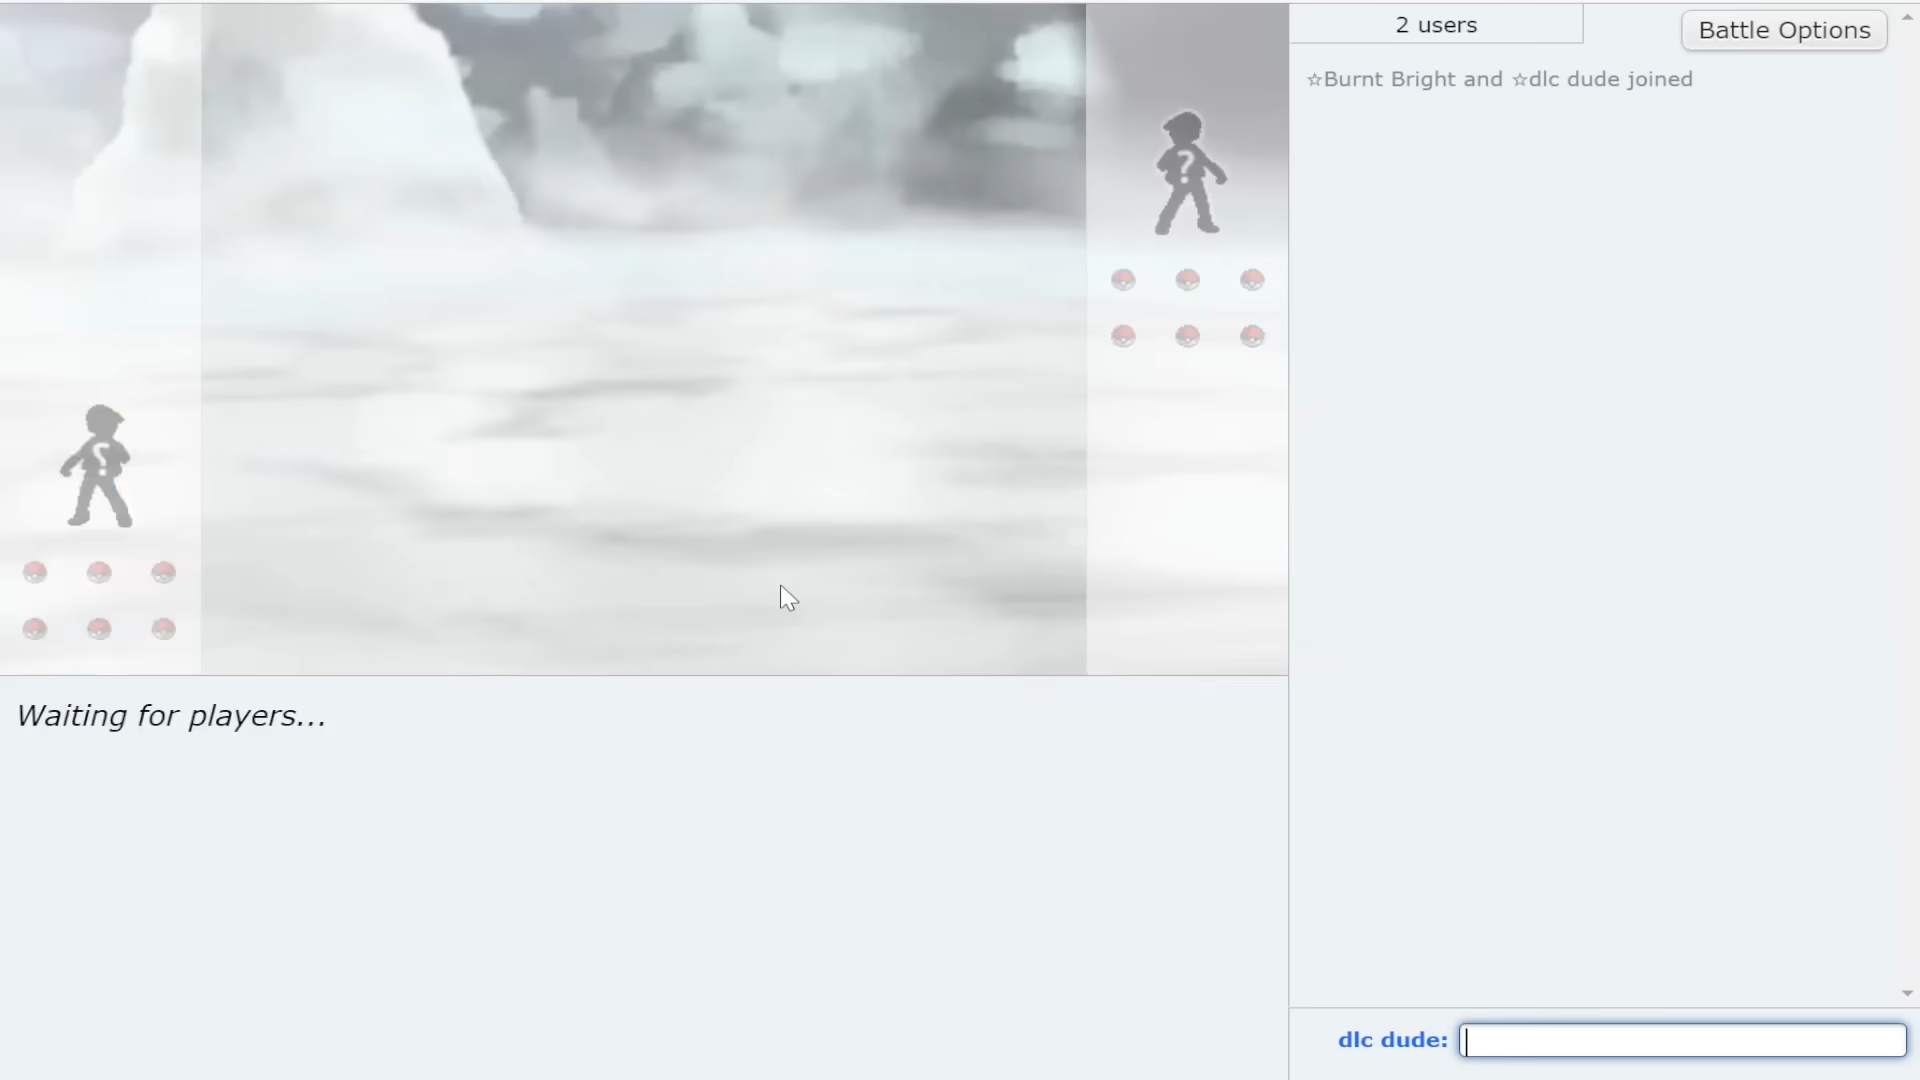 2 users
Battle Options
☆Burnt Bright and ☆dlc dude joined
?
?
Waiting for players...
dlc dude: